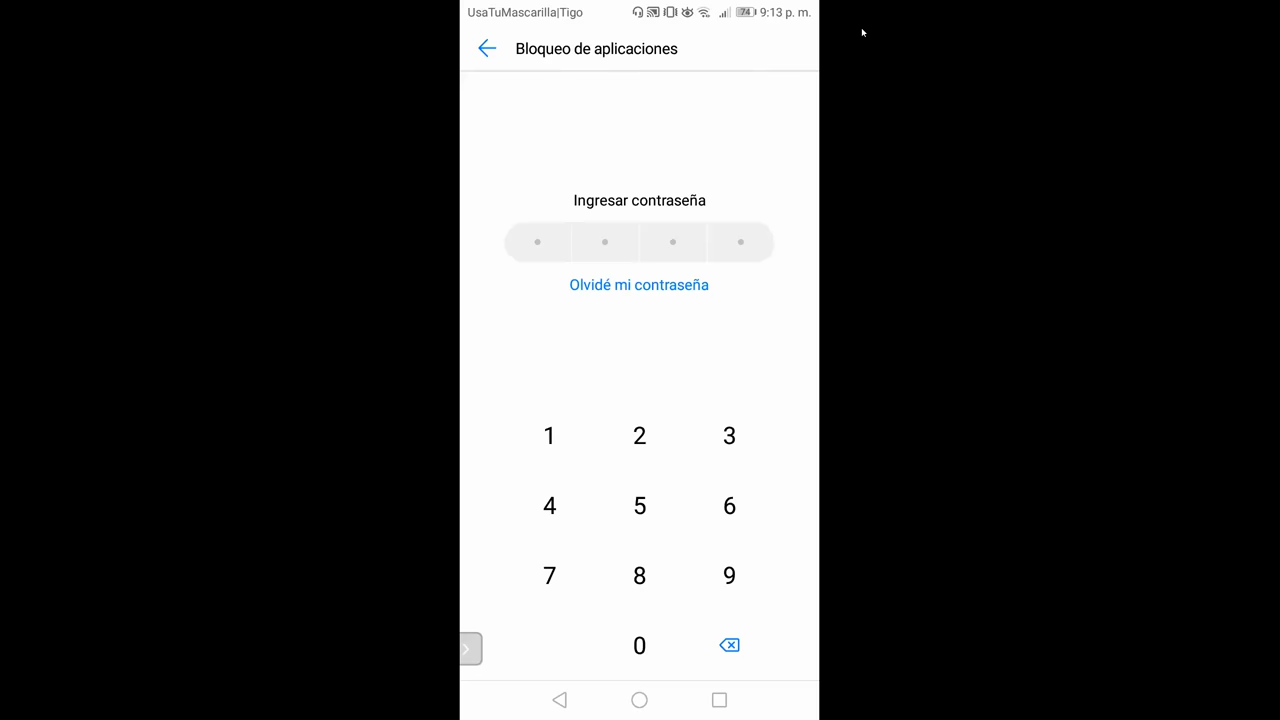 UsaTuMascarilla|Tigo 74 9:13 p. m.
Bloqueo de aplicaciones
Ingresar contraseña
Olvidé mi contraseña
1 2 3
4 5 6
7 8 9
0